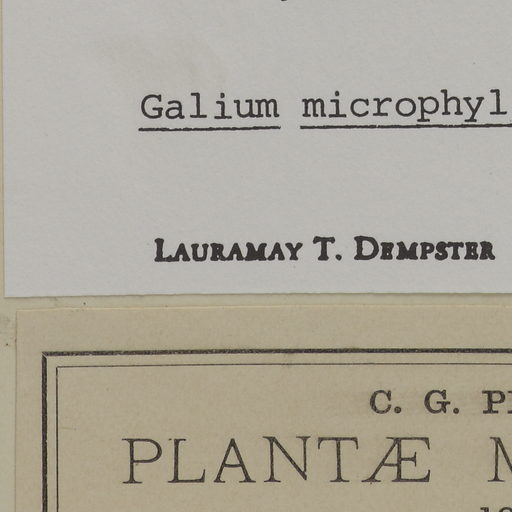 Galium microphyl
LAURAMAY T. DEMPSTER
C. G.
PLANTÆ